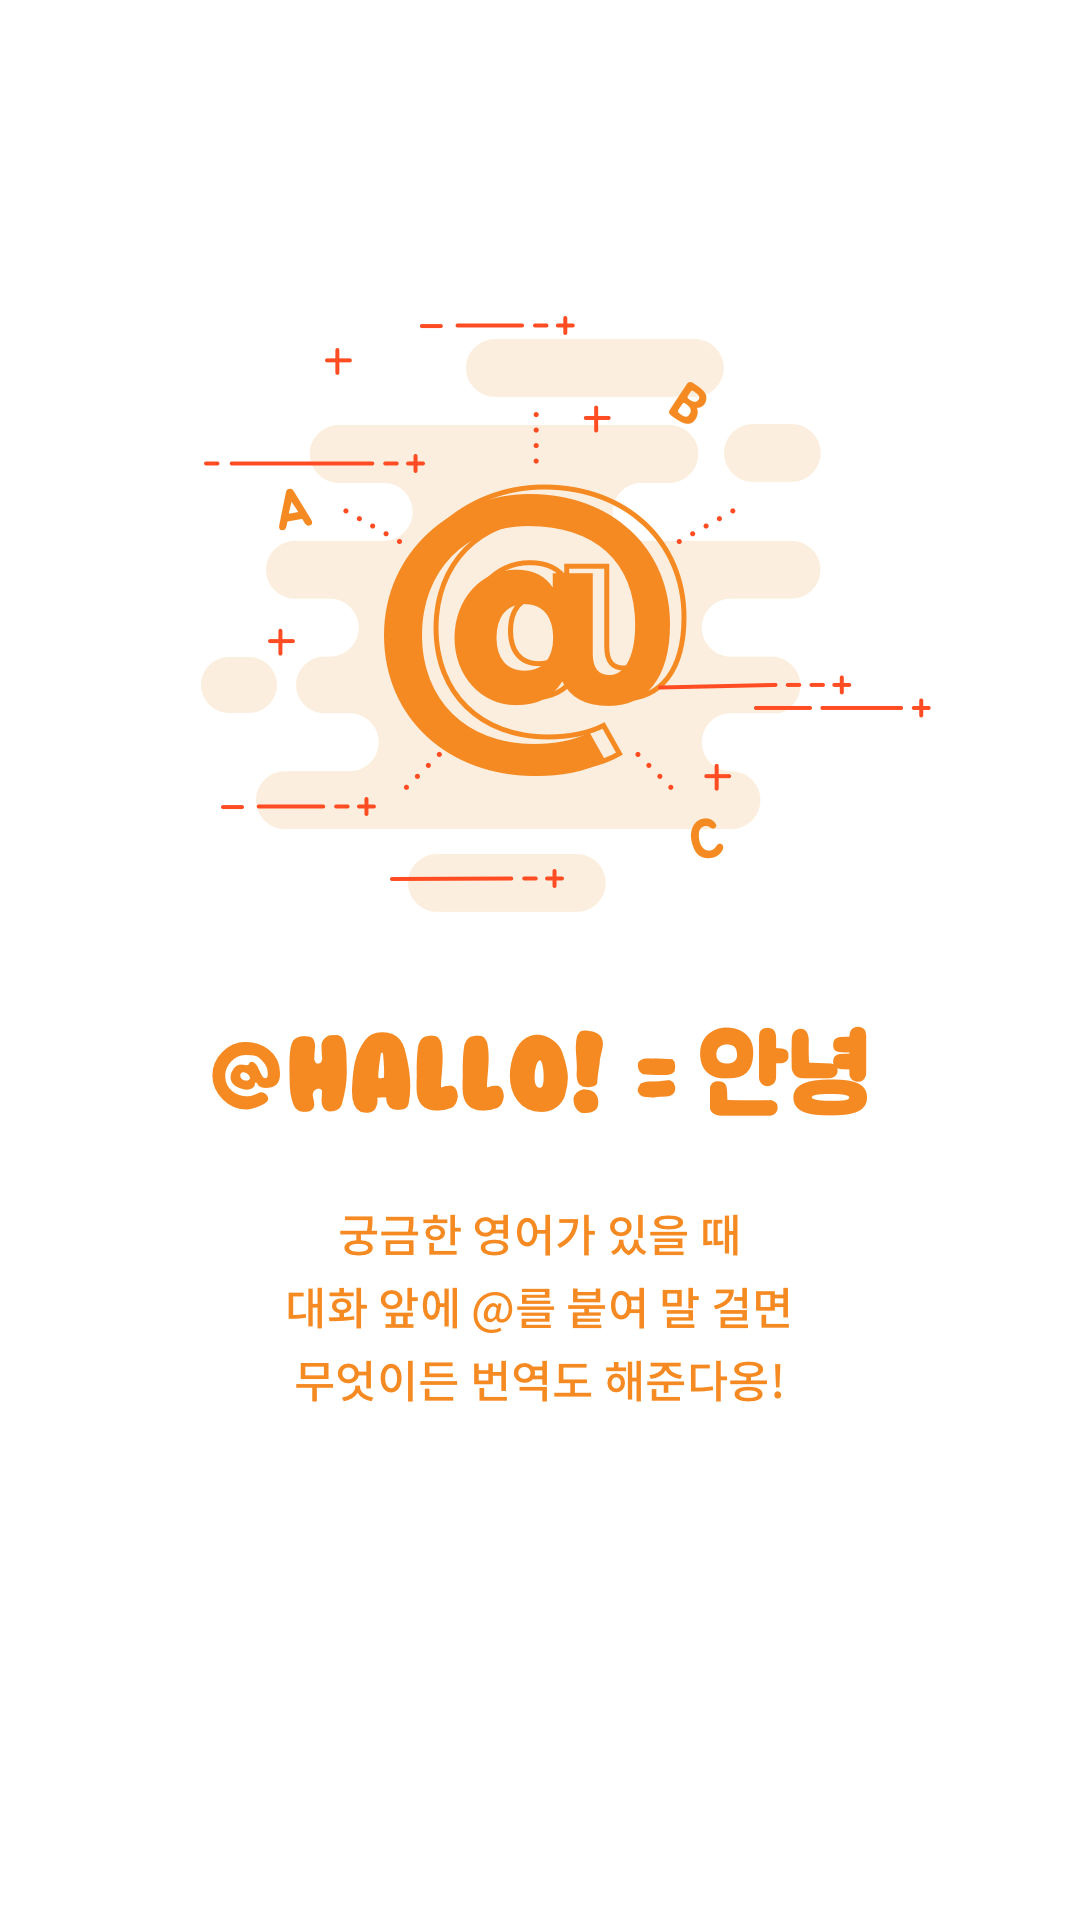 B
A
@
C
@HALLO! = 안녕
궁금한 영어가 있을 때
대화 앞에 @를 붙여 말 걸면
무엇이든 번역도 해준다옹!